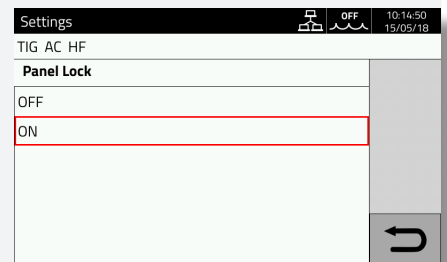 Settings
OFF
10:14:50
15/05/18
TIG AC HF
Panel Lock
OFF
ON